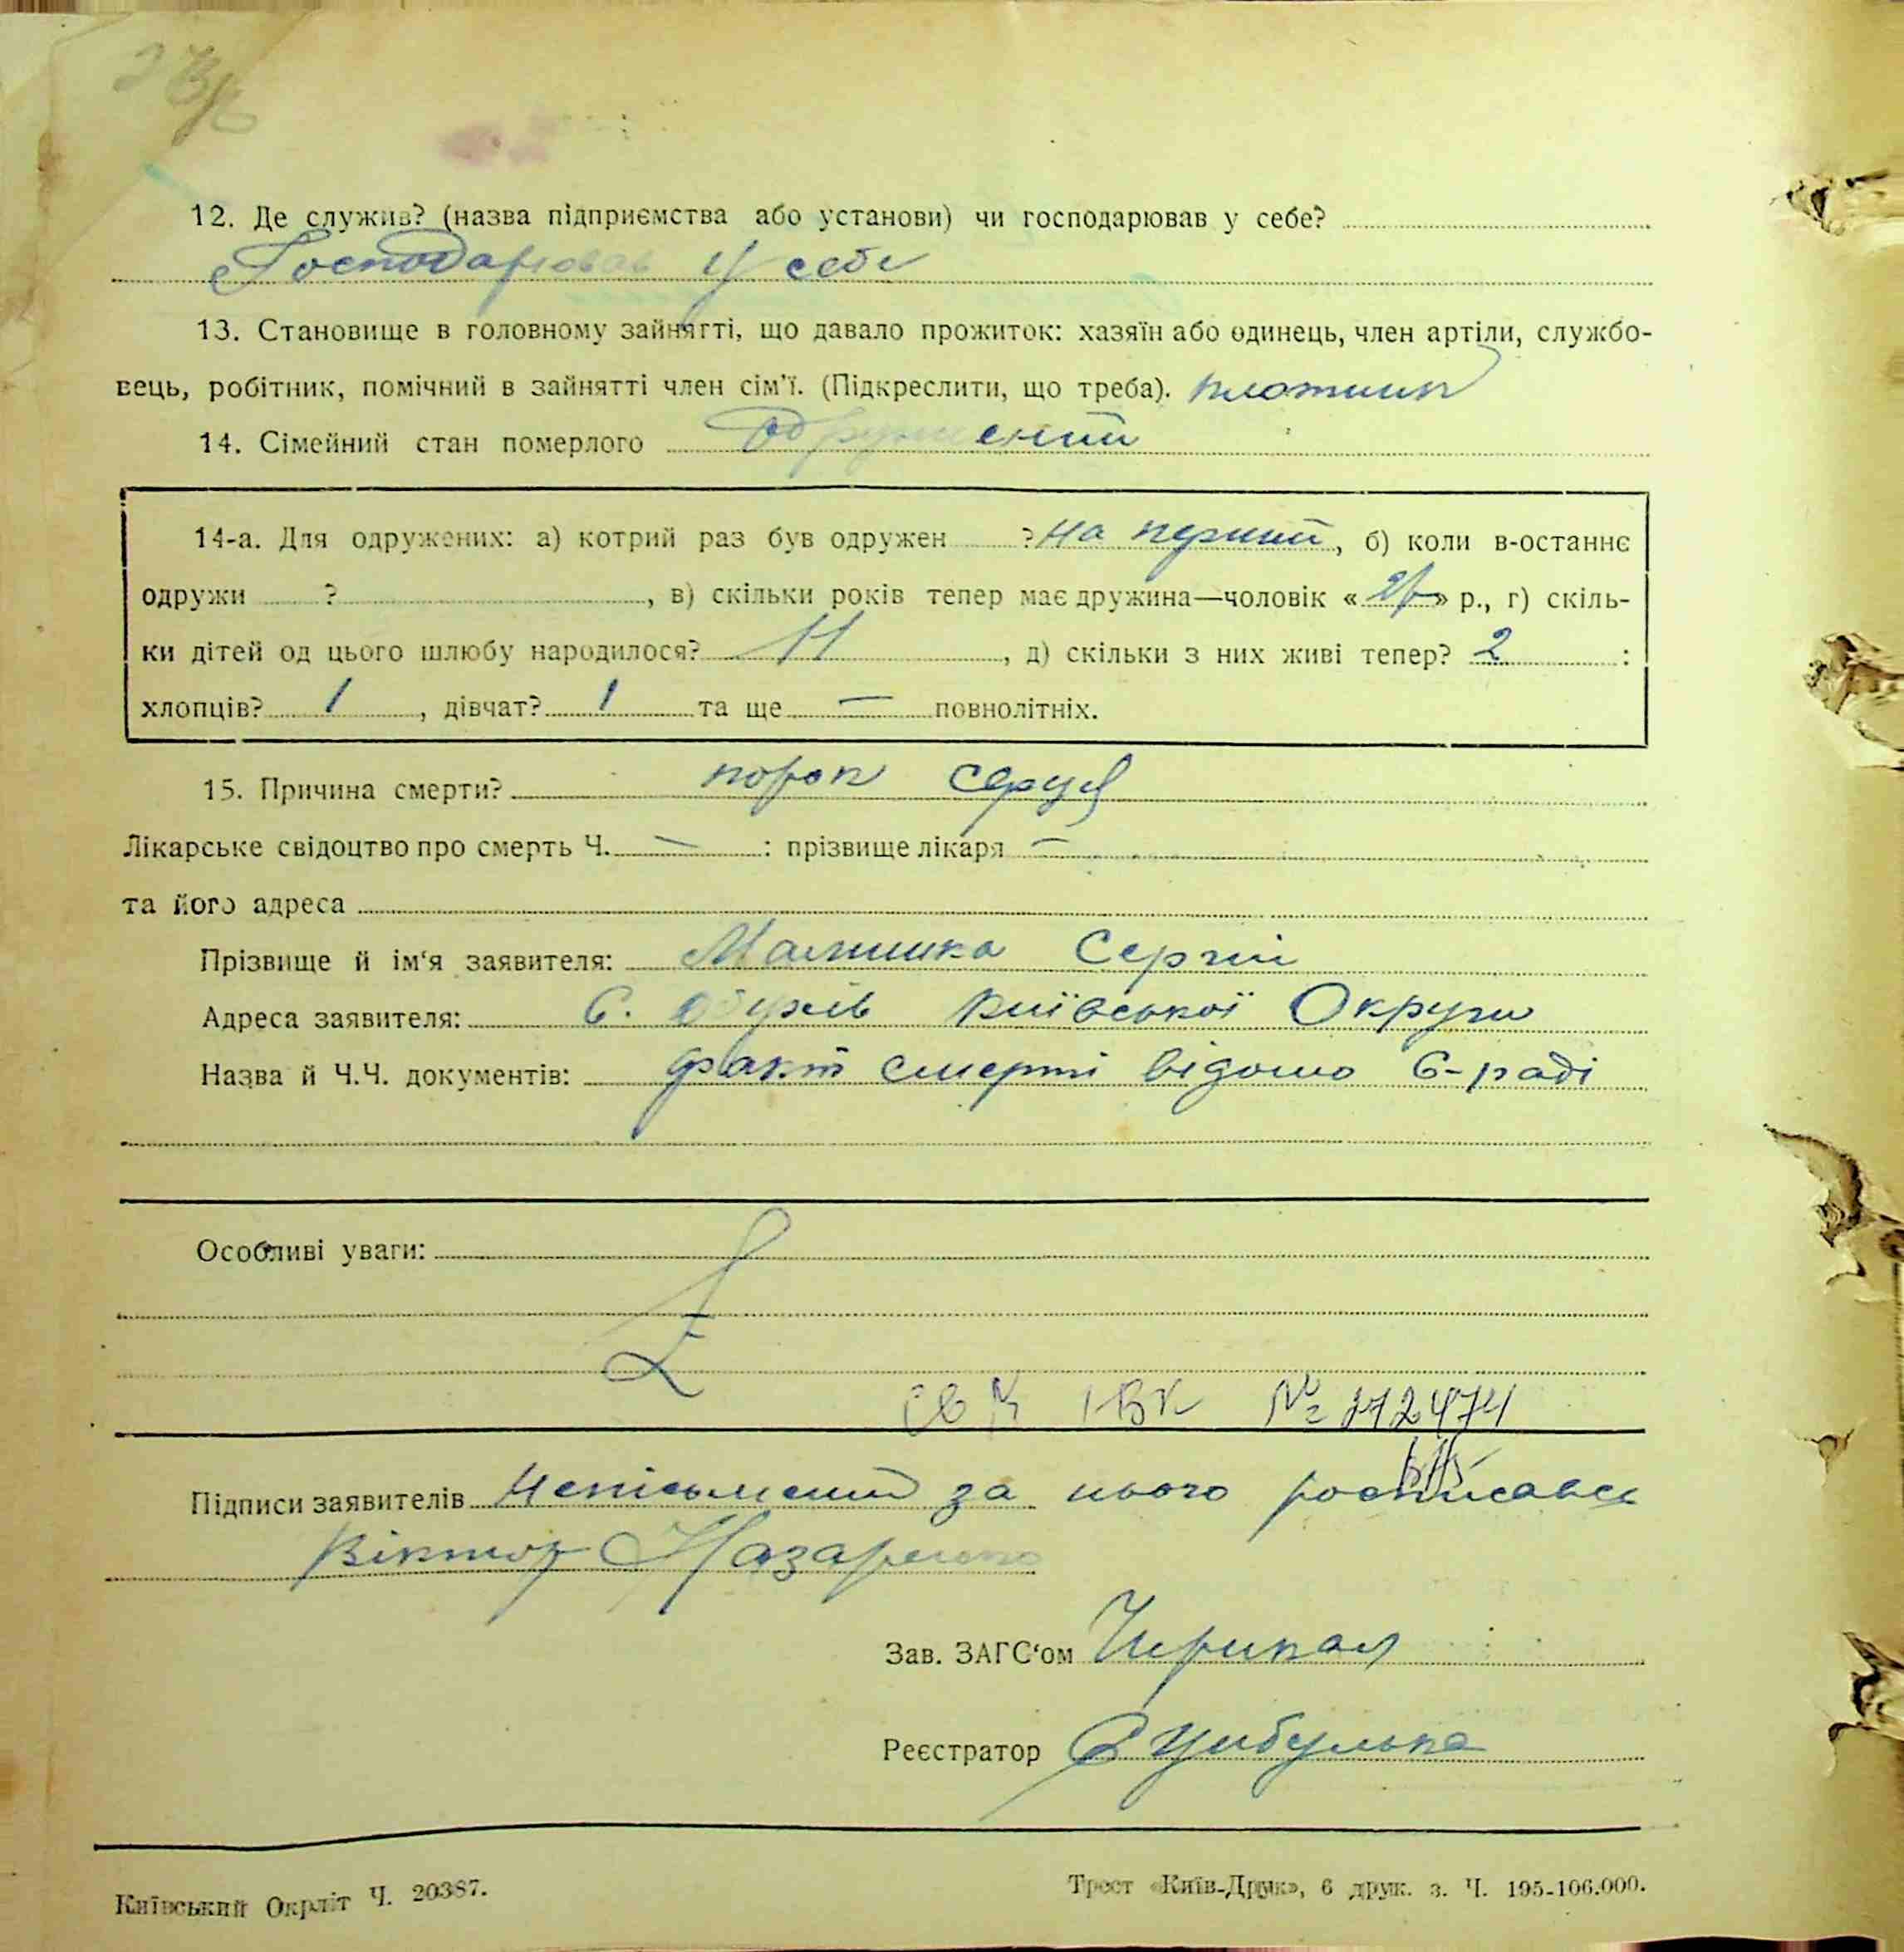 12. Де служив? (назва підприємства або установи) чи господарював у себе?
Господарював у себе
13. Становище в головному зайнятті, що давало прожиток: хазяїн або одинець, член артіли, службо-
вець, робітник, помічний в зайнятті член сім'ї. (Підкреслити, що треба). плотник
14. Сімейний стан померлого одружений
14-а. Для одружених: а) котрий раз був одружен ? на перший, б) коли в-останнє
одружи ? , в) скільки років тепер має дружина—чоловік « » р., г) скіль-
ки дітей од цього шлюбу народилося? , д) скільки з них живі тепер? 2 :
хлопців? 1, дівчат? 1 та ще — повнолітніх.
15. Причина смерти? порок серця
Лікарське свідоцтво про смерть Ч. — : прізвище лікаря —
та його адреса
Прізвище й ім'я заявителя: Малишка Сергій
Адреса заявителя: С. Обухів Київської Округи
Назва й Ч.Ч. документів: факт смерті відомо С-раді
Особливі уваги:
№
Підписи заявителів Неписьмений за нього росписався
Віктор Назаренко
Зав. ЗАГС'ом
Реєстратор Цибулька
Київський Окрліт Ч. 20387.
Трест «Київ-Друк», 6 друк. з. Ч. 195-106.000.